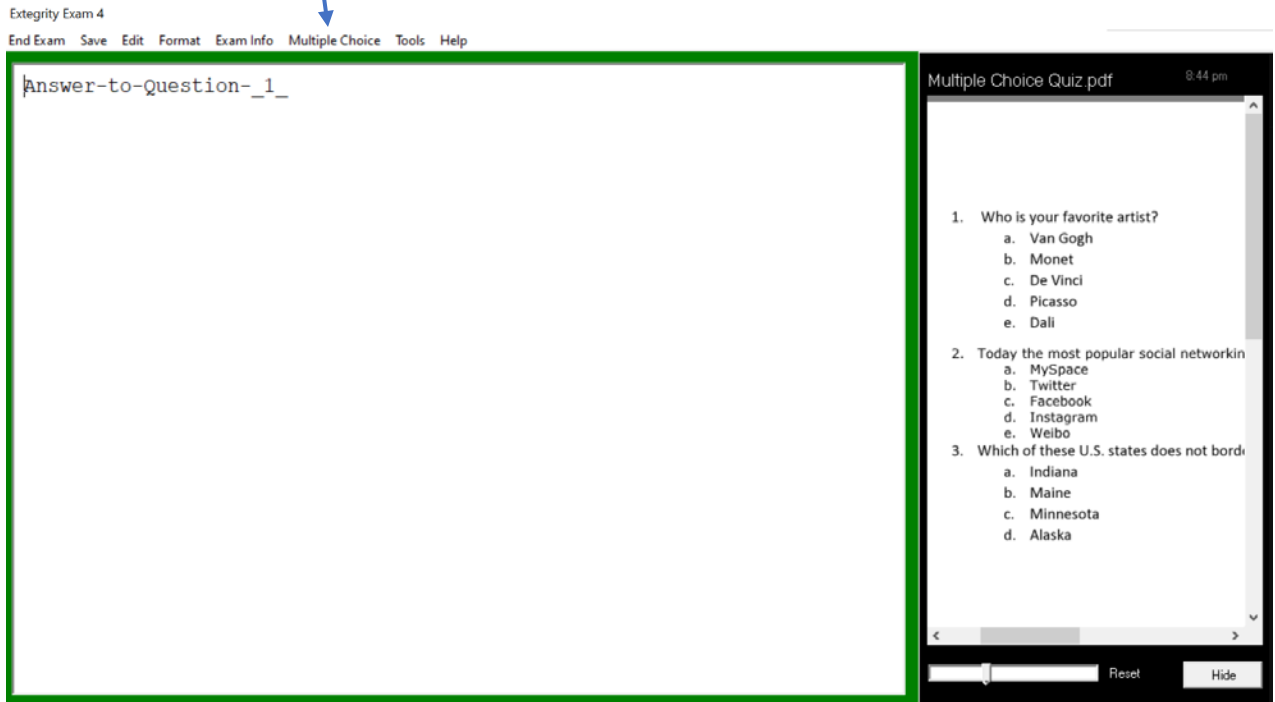 Extegrity Exam 4
End Exam Save Edit Format Exam Info Multiple Choice Tools Help
Answer-to-Question-_1_
Multiple Choice Quiz.pdf 8:44 pm
1. Who is your favorite artist?
a. Van Gogh
b. Monet
c. De Vinci
d. Picasso
e. Dali
2. Today the most popular social networkin
a. MySpace
b. Twitter
c. Facebook
d. Instagram
e. Weibo
3. Which of these U.S. states does not bord
a. Indiana
b. Maine
c. Minnesota
d. Alaska
Reset Hide